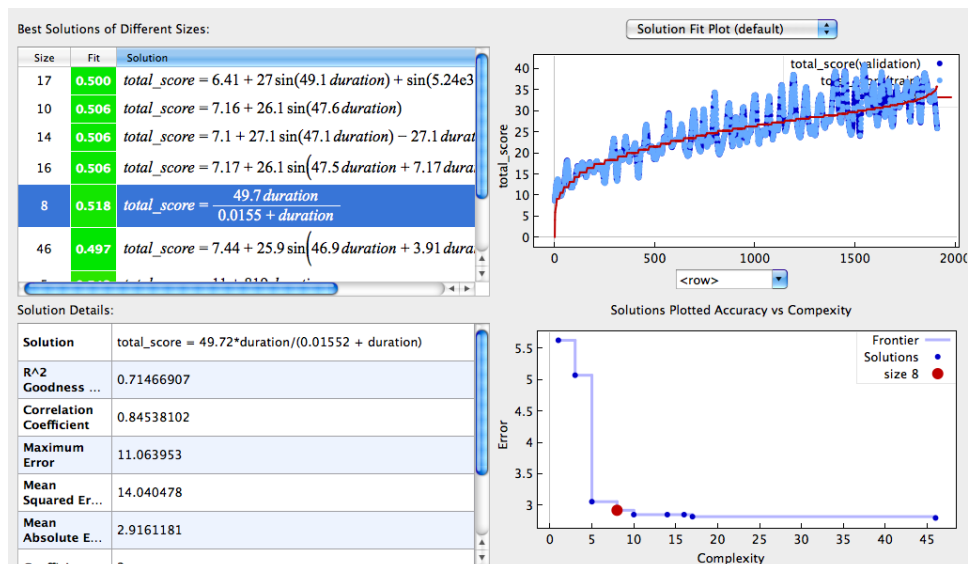 Best Solutions of Different Sizes:
Size Fit Solution
17 0.500 total_score = 6.41 + 27 sin(49.1 duration) + sin(5.24e3
10 0.506 total_score = 7.16 + 26.1 sin(47.6 duration)
14 0.506 total_score = 7.1 + 27.1 sin(47.1 duration) − 27.1 durat
16 0.506 total_score = 7.17 + 26.1 sin(47.5 duration + 7.17 dura
8 0.518 total_score = 49.7 duration / 0.0155 + duration
46 0.497 total_score = 7.44 + 25.9 sin(46.9 duration + 3.91 dura
Solution Details:
Solution total_score = 49.72*duration/(0.01552 + duration)
R^2 Goodness ... 0.71466907
Correlation Coefficient 0.84538102
Maximum Error 11.063953
Mean Squared Er... 14.040478
Mean Absolute E... 2.9161181
Solution Fit Plot (default)
total_score(validation)
total_score
40
35
30
25
20
15
10
5
0
0 500 1000 1500 2000
<row>
Solutions Plotted Accuracy vs Compexity
Frontier
Solutions
size 8
Error
5.5
5
4.5
4
3.5
3
0 5 10 15 20 25 30 35 40 45
Complexity